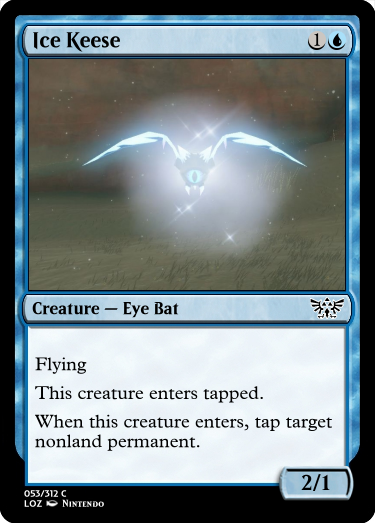 Ice Keese 1
Creature — Eye Bat
Flying
This creature enters tapped.
When this creature enters, tap target
nonland permanent.
2/1
053/312 C
LOZ Nintendo